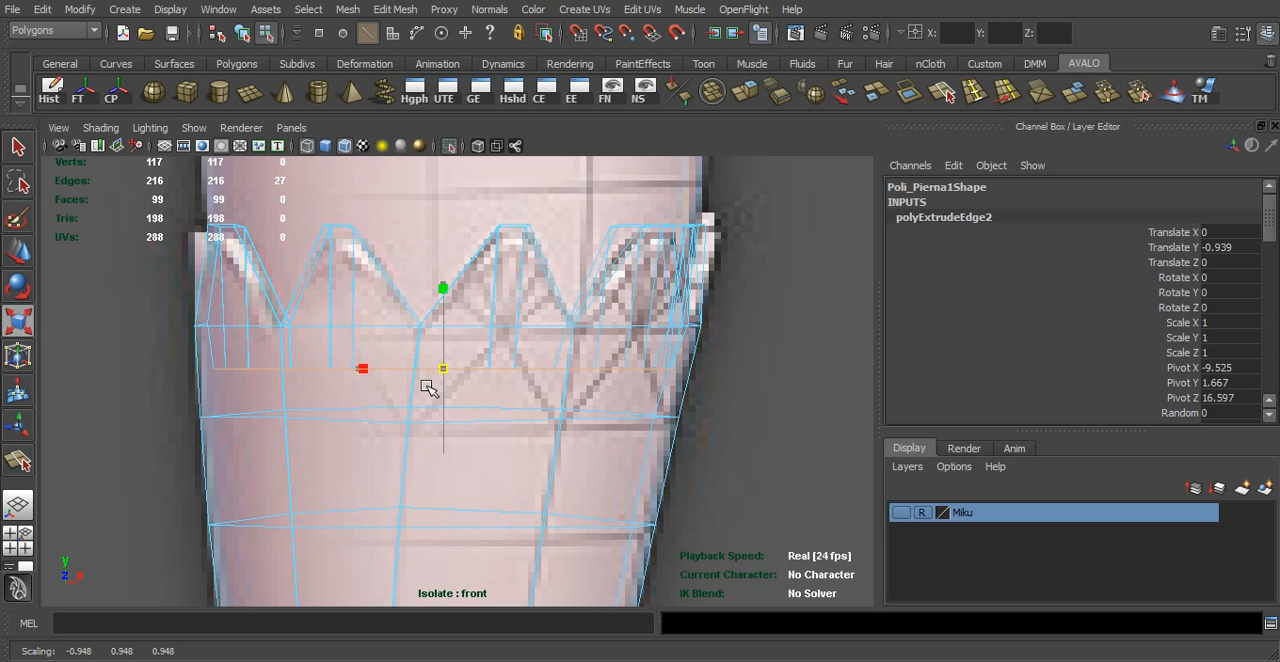 File Edit Modify Create Display Window Assets Select Mesh Edit Mesh Proxy Normals Color Create UVs Edit UVs Muscle OpenFlight Help
Polygons X: Y: Z:
General Curves Surfaces Polygons Subdivs Deformation Animation Dynamics Rendering PaintEffects Toon Muscle Fluids Fur Hair nCloth Custom DMM AVALO
Hist FT CP Hgph UTE GE Hshd CE EE FN NS TM
View Shading Lighting Show Renderer Panels
Channel Box / Layer Editor
Verts: 117 117 0
Edges: 216 216 27
Faces: 99 99 0
Tris: 198 198 0
UVs: 288 288 0
Channels Edit Object Show
Poli_Pierna1Shape
INPUTS
polyExtrudeEdge2
Translate X 0
Translate Y -0.939
Translate Z 0
Rotate X 0
Rotate Y 0
Rotate Z 0
Scale X 1
Scale Y 1
Scale Z 1
Pivot X -9.525
Pivot Y 1.667
Pivot Z 16.597
Random 0
Display Render Anim
Layers Options Help
R Miku
Playback Speed: Real [24 fps]
Current Character: No Character
IK Blend: No Solver
Isolate : front
y
z
MEL
Scaling: -0.948 0.948 0.948